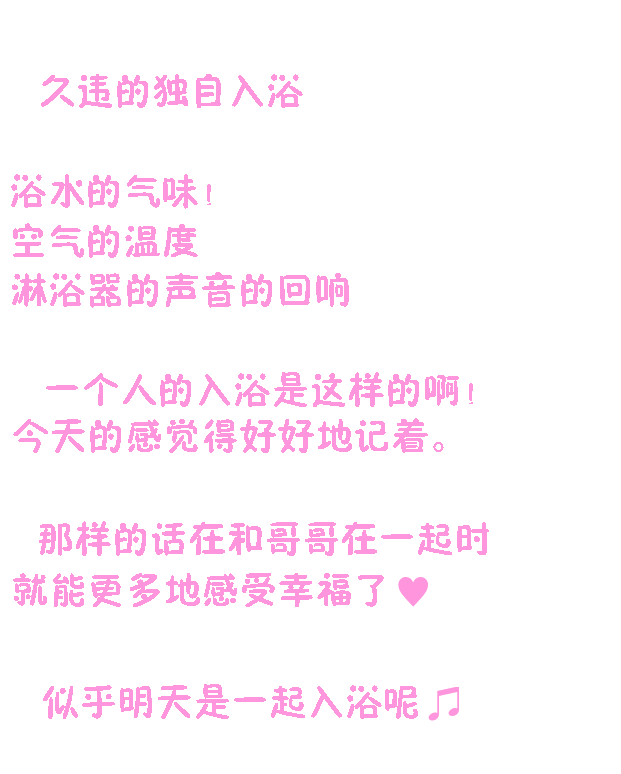 久违的独自入浴
浴水的气味！
空气的温度
淋浴器的声音的回响
一个人的入浴是这样的啊！
今天的感觉得好好地记着。
那样的话在和哥哥在一起时
就能更多地感受幸福了♥
似乎明天是一起入浴呢♫